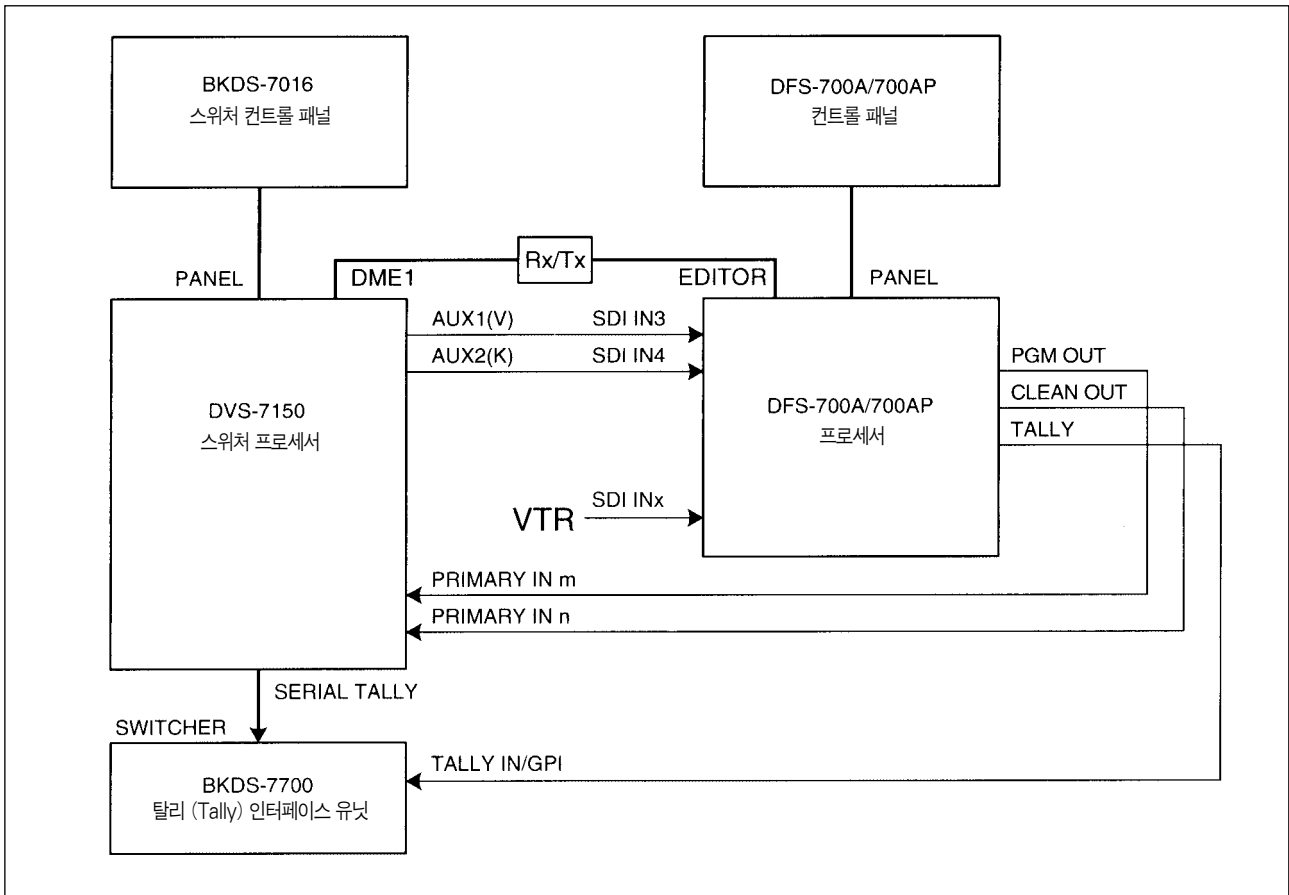 BKDS-7016
스위처 컨트롤 패널
DFS-700A/700AP
컨트롤 패널
Rx/Tx
PANEL
DME1
EDITOR
PANEL
AUX1(V)
SDI IN3
AUX2(K)
SDI IN4
PGM OUT
CLEAN OUT
TALLY
DVS-7150
스위처 프로세서
DFS-700A/700AP
프로세서
VTR
SDI INx
PRIMARY IN m
PRIMARY IN n
SERIAL TALLY
SWITCHER
BKDS-7700
탈리 (Tally) 인터페이스 유닛
TALLY IN/GPI